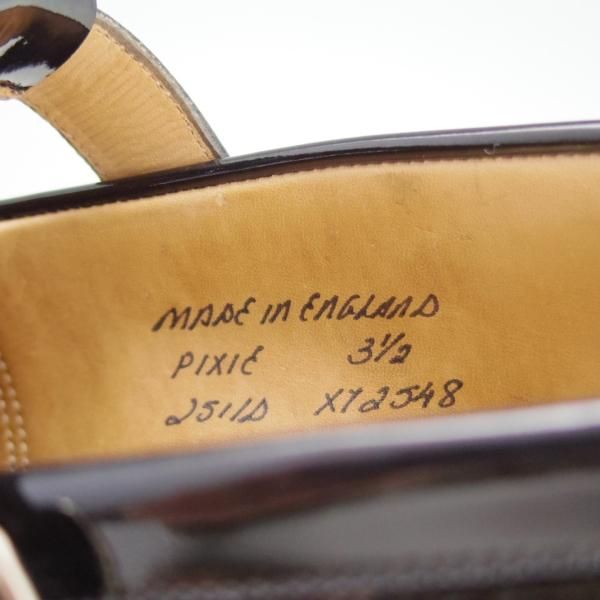 MADE IN ENGLAND
PIXIE 3½
2511D XY2548